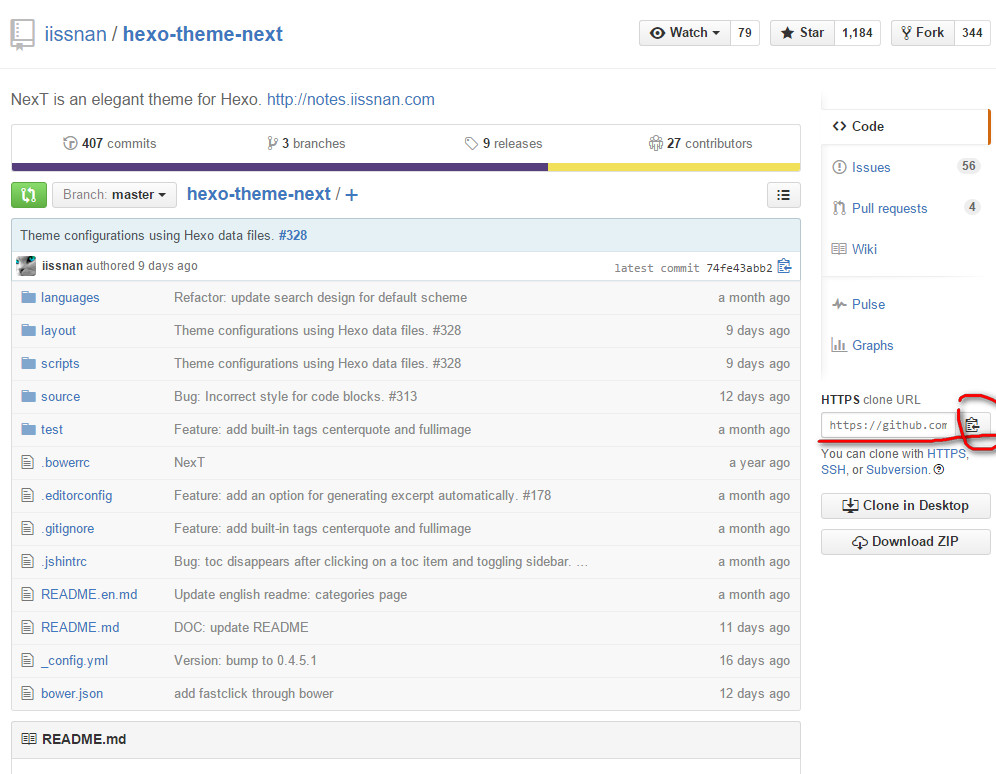 iissnan / hexo-theme-next
Watch 79 Star 1,184 Fork 344
NexT is an elegant theme for Hexo. http://notes.iissnan.com
407 commits 3 branches 9 releases 27 contributors
Branch: master hexo-theme-next / +
Theme configurations using Hexo data files. #328
iissnan authored 9 days ago latest commit 74fe43abb2
languages Refactor: update search design for default scheme a month ago
layout Theme configurations using Hexo data files. #328 9 days ago
scripts Theme configurations using Hexo data files. #328 9 days ago
source Bug: Incorrect style for code blocks. #313 12 days ago
test Feature: add built-in tags centerquote and fullimage a month ago
.bowerrc NexT a year ago
.editorconfig Feature: add an option for generating excerpt automatically. #178 a month ago
.gitignore Feature: add built-in tags centerquote and fullimage a month ago
.jshintrc Bug: toc disappears after clicking on a toc item and toggling sidebar. … a month ago
README.en.md Update english readme: categories page a month ago
README.md DOC: update README 11 days ago
_config.yml Version: bump to 0.4.5.1 16 days ago
bower.json add fastclick through bower 12 days ago
README.md
Code
Issues 56
Pull requests 4
Wiki
Pulse
Graphs
HTTPS clone URL
https://github.com
You can clone with HTTPS,
SSH, or Subversion.
Clone in Desktop
Download ZIP